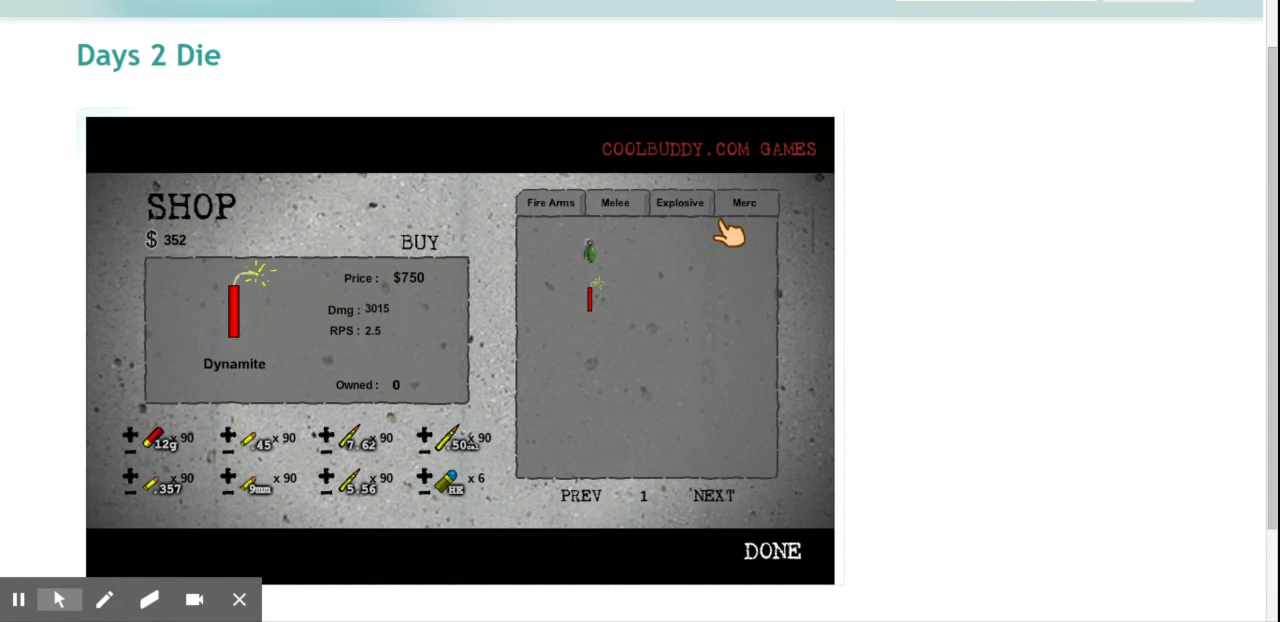 Days 2 Die
COOLBUDDY.COM GAMES
SHOP
$ 352
BUY
Price : $750
Dmg : 3015
RPS : 2.5
Dynamite
Owned : 0
12g x 90
.45 x 90
7.62 x 90
.50 x 90
.357 x 90
9mm x 90
5.56 x 90
HE x 6
Fire Arms Melee Explosive Merc
PREV 1 NEXT
DONE